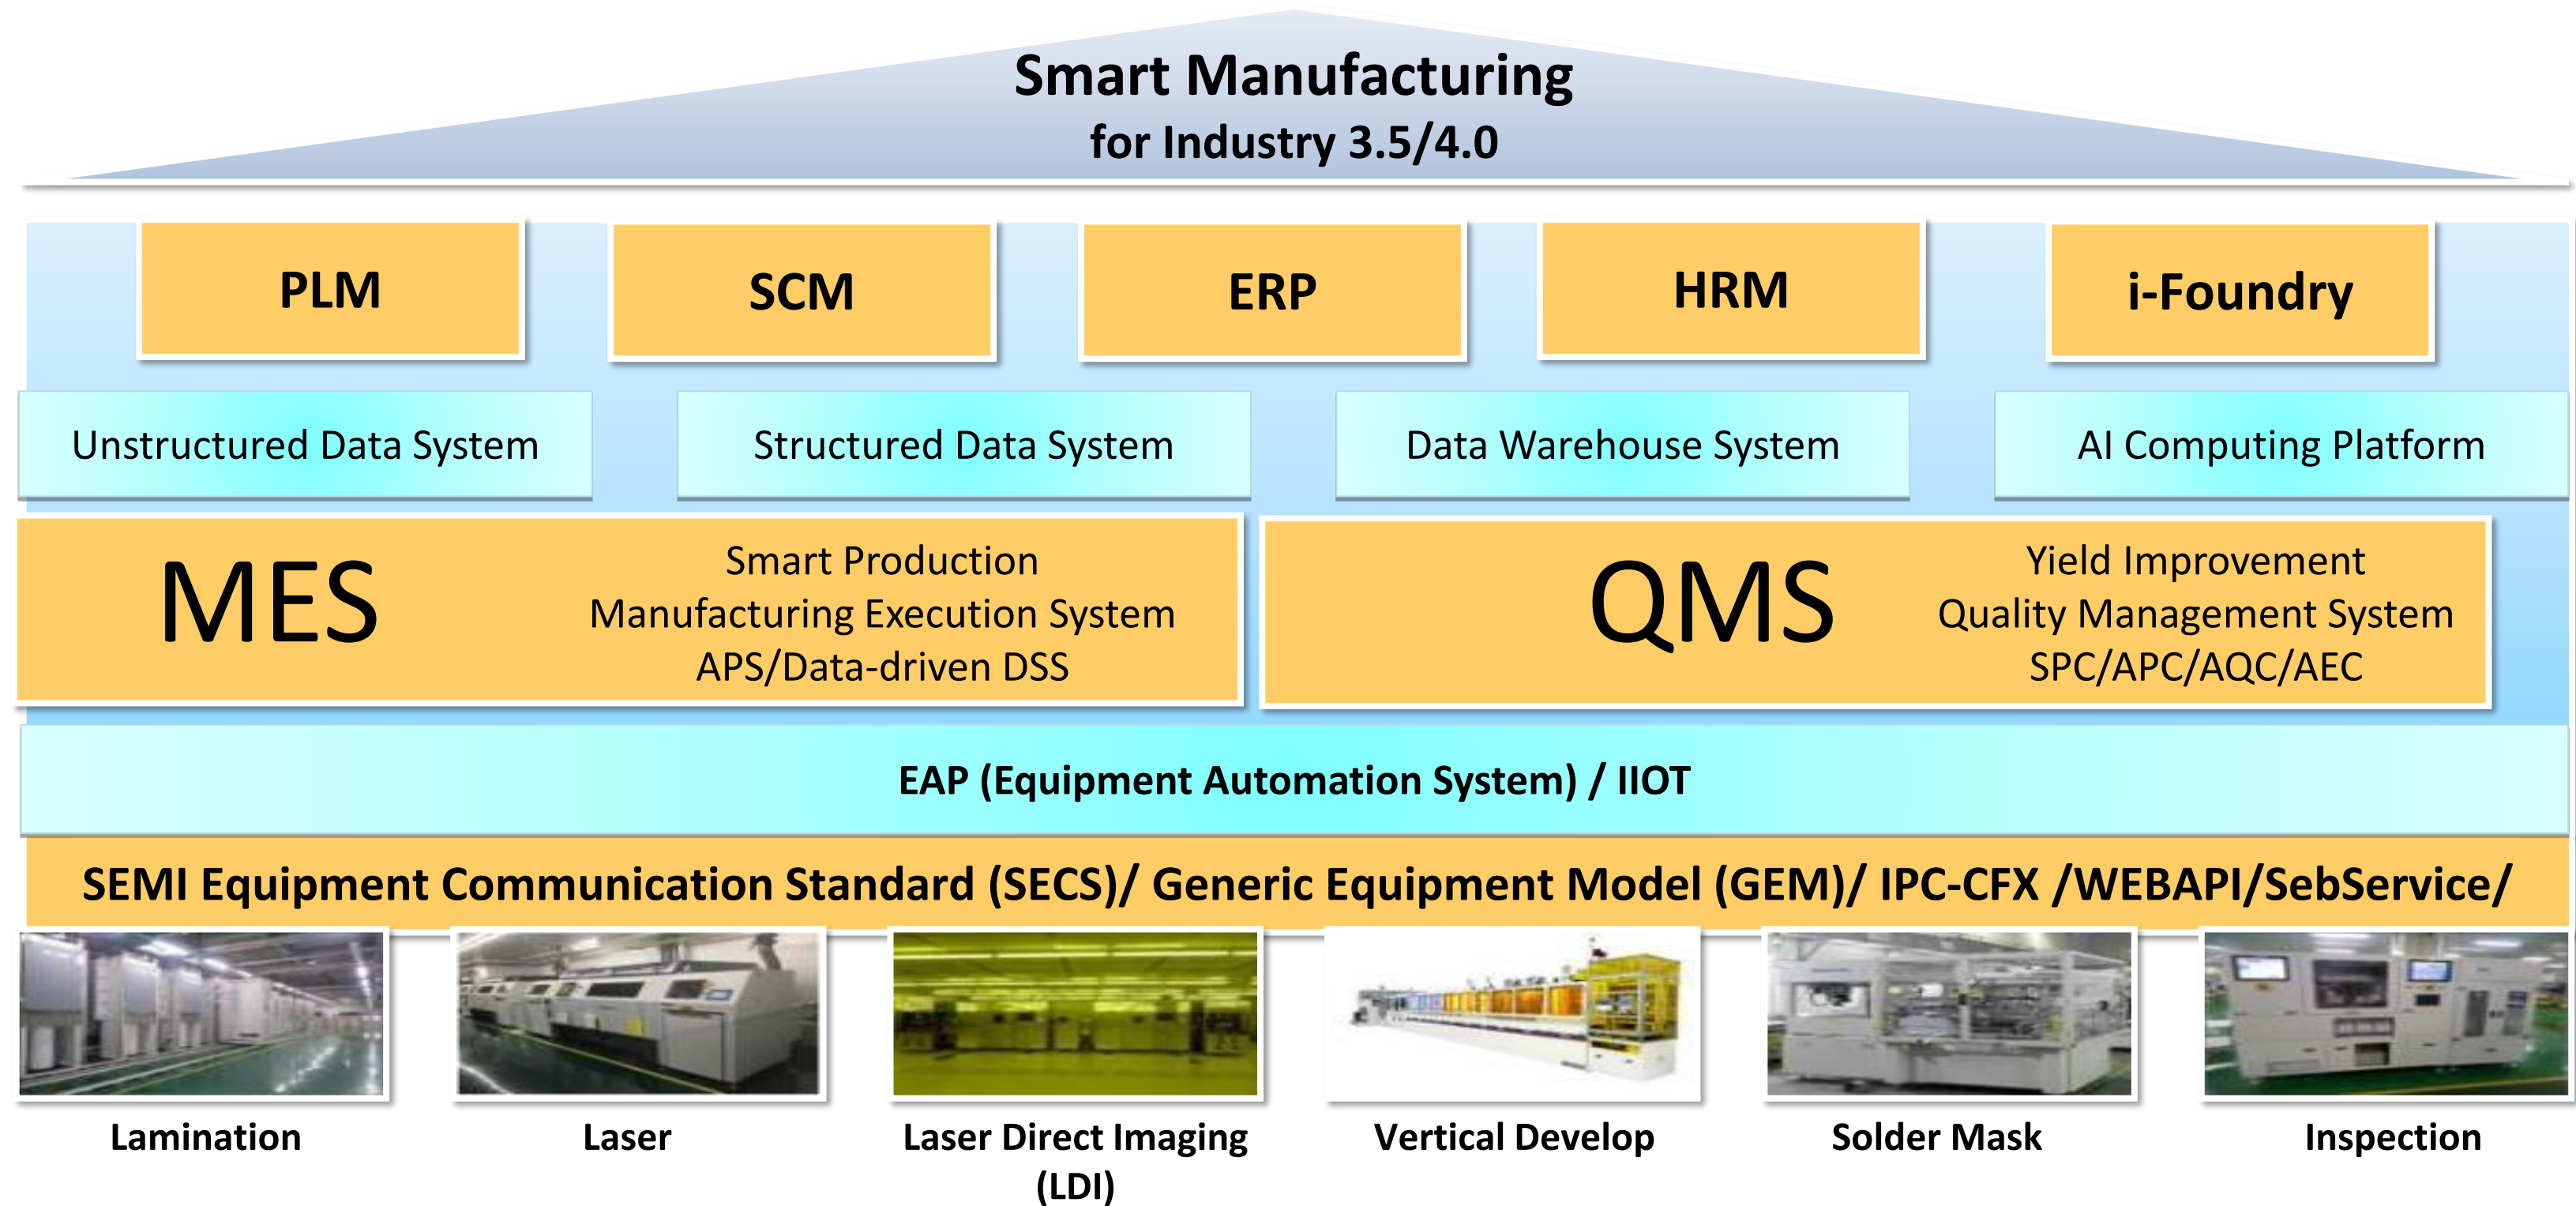 Smart Manufacturing
for Industry 3.5/4.0
PLM
SCM
ERP
HRM
i-Foundry
Unstructured Data System
Structured Data System
Data Warehouse System
AI Computing Platform
MES
Smart Production
Manufacturing Execution System
APS/Data-driven DSS
QMS
Yield Improvement
Quality Management System
SPC/APC/AQC/AEC
EAP (Equipment Automation System) / IIOT
SEMI Equipment Communication Standard (SECS)/ Generic Equipment Model (GEM)/ IPC-CFX /WEBAPI/SebService/
Lamination
Laser
Laser Direct Imaging
(LDI)
Vertical Develop
Solder Mask
Inspection